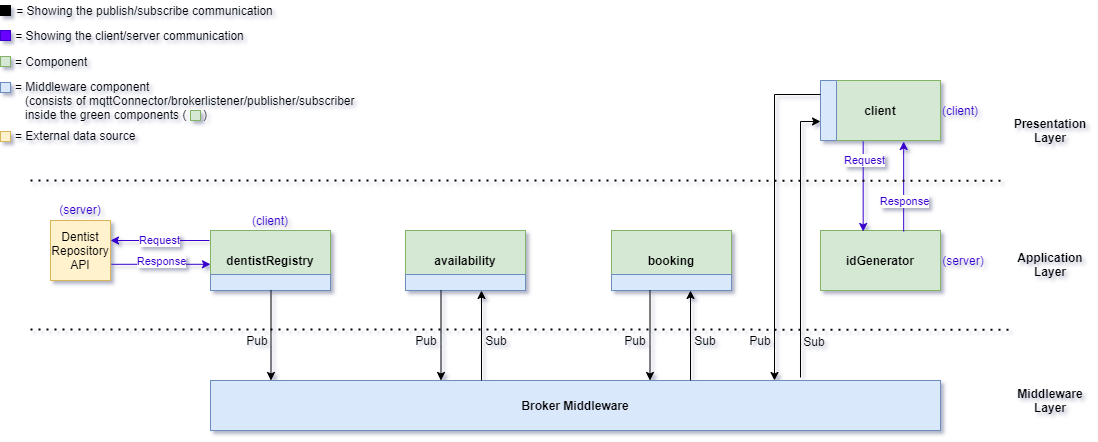 = Showing the publish/subscribe communication
= Showing the client/server communication
= Component
= Middleware component
(consists of mqttConnector/brokerlistener/publisher/subscriber
inside the green components ( )
= External data source
client
(client)
Presentation
Layer
Request
Response
(server)
Dentist
Repository
API
Request
Response
(client)
dentistRegistry
availability
booking
idGenerator
(server)
Application
Layer
Pub
Pub
Sub
Pub
Sub
Pub
Sub
Broker Middleware
Middleware
Layer